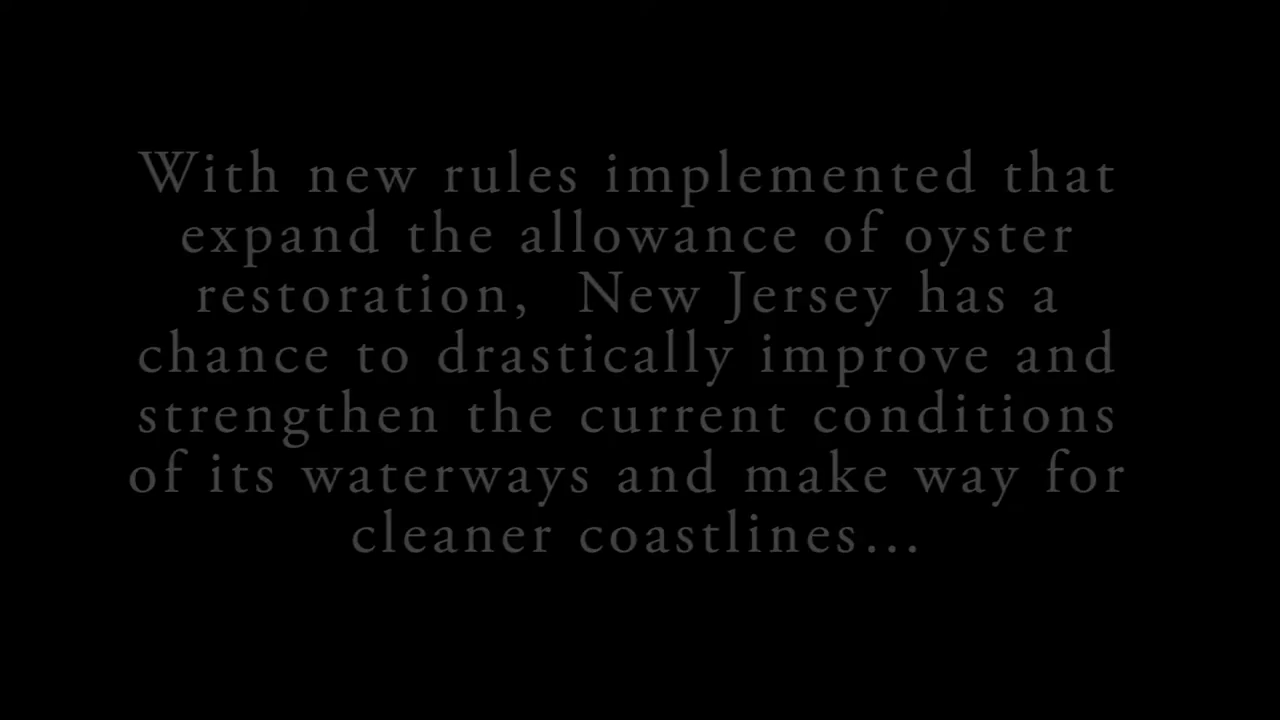 With new rules implemented that
expand the allowance of oyster
restoration,  New Jersey has a
chance to drastically improve and
strengthen the current conditions
of its waterways and make way for
cleaner coastlines...